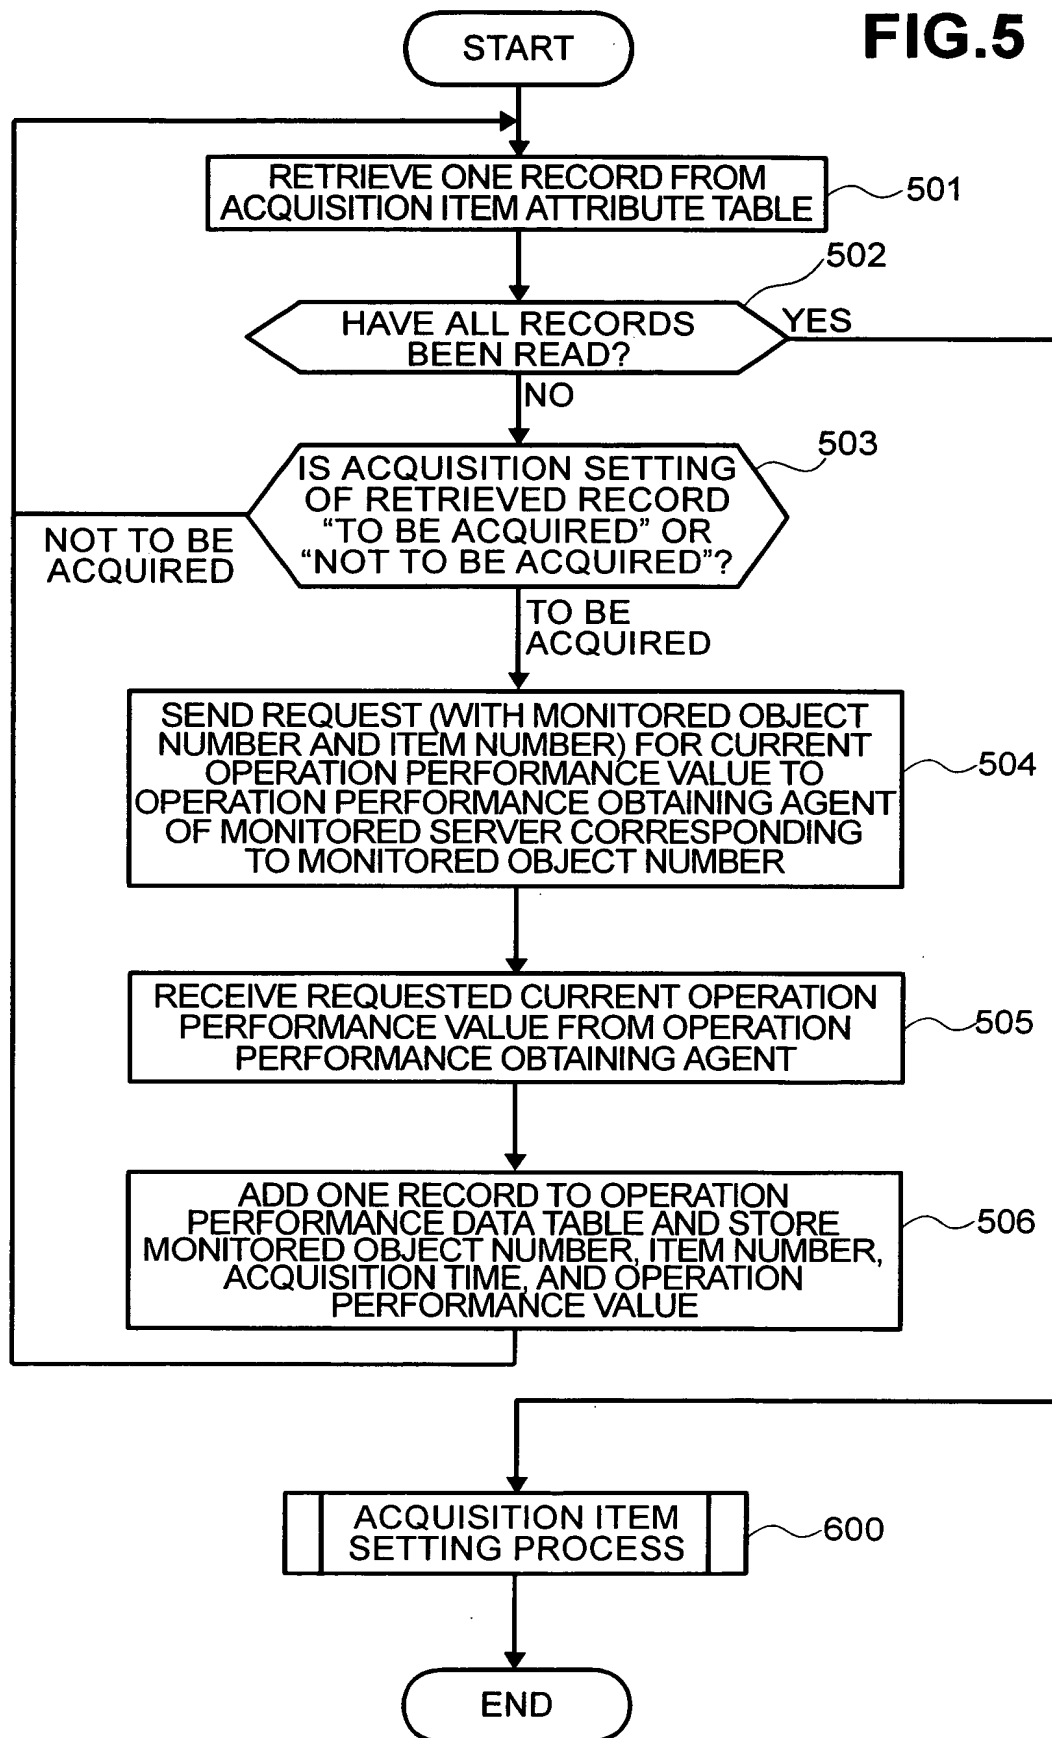 FIG.5
START
RETRIEVE ONE RECORD FROM
ACQUISITION ITEM ATTRIBUTE TABLE
501
502
HAVE ALL RECORDS
BEEN READ?
YES
NO
503
IS ACQUISITION SETTING
OF RETRIEVED RECORD
“TO BE ACQUIRED” OR
“NOT TO BE ACQUIRED”?
NOT TO BE
ACQUIRED
TO BE
ACQUIRED
SEND REQUEST (WITH MONITORED OBJECT
NUMBER AND ITEM NUMBER) FOR CURRENT
OPERATION PERFORMANCE VALUE TO
OPERATION PERFORMANCE OBTAINING AGENT
OF MONITORED SERVER CORRESPONDING
TO MONITORED OBJECT NUMBER
504
RECEIVE REQUESTED CURRENT OPERATION
PERFORMANCE VALUE FROM OPERATION
PERFORMANCE OBTAINING AGENT
505
ADD ONE RECORD TO OPERATION
PERFORMANCE DATA TABLE AND STORE
MONITORED OBJECT NUMBER, ITEM NUMBER,
ACQUISITION TIME, AND OPERATION
PERFORMANCE VALUE
506
ACQUISITION ITEM
SETTING PROCESS
600
END